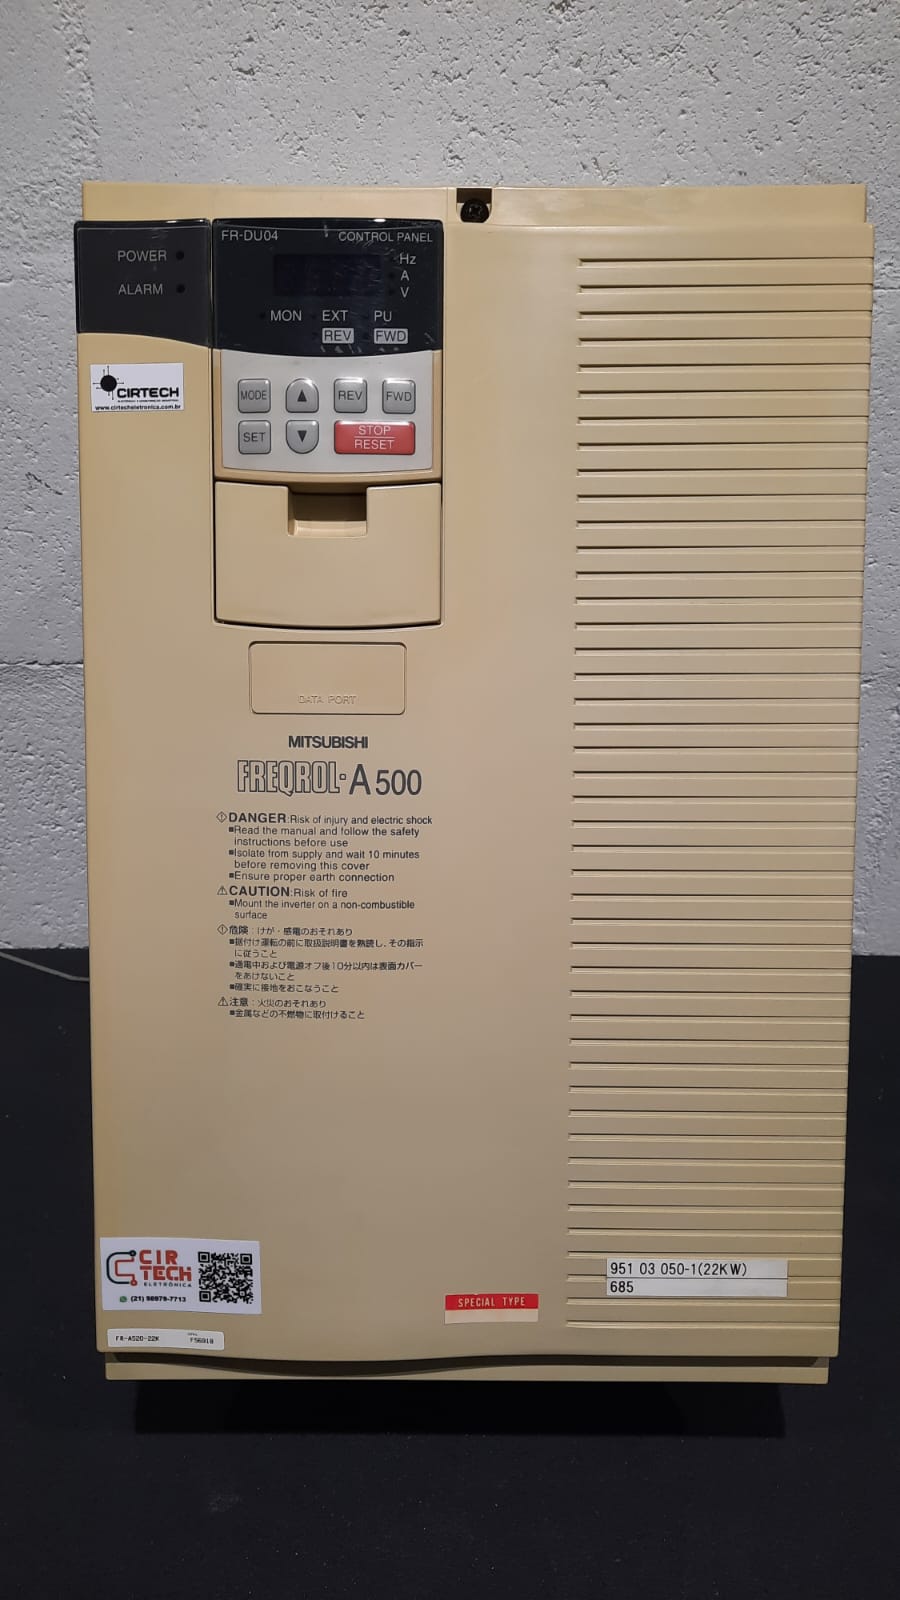 FR-DU04 CONTROL PANEL
POWER
ALARM
Hz
A
V
MON EXT PU
REV FWD
MODE ▲ REV FWD
SET ▼ STOP RESET
CIRTECH
www.cirtecheletronica.com.br
DATA PORT
MITSUBISHI
FREQROL-A500
DANGER:Risk of injury and electric shock
■Read the manual and follow the safety
instructions before use
■Isolate from supply and wait 10 minutes
before removing this cover
■Ensure proper earth connection
CAUTION:Risk of fire
■Mount the inverter on a non-combustible
surface
危険：けが・感電のおそれあり
■据付け運転の前に取扱説明書を熟読し、その指示
に従うこと
■通電中および電源オフ後10分以内は表面カバー
をあけないこと
■確実に接地をおこなうこと
注意：火災のおそれあり
■金属などの不燃物に取付けること
CIR
TECH
ELETRÔNICA
951 03 050-1(22KW)
685
SPECIAL TYPE
FR-A520-22K